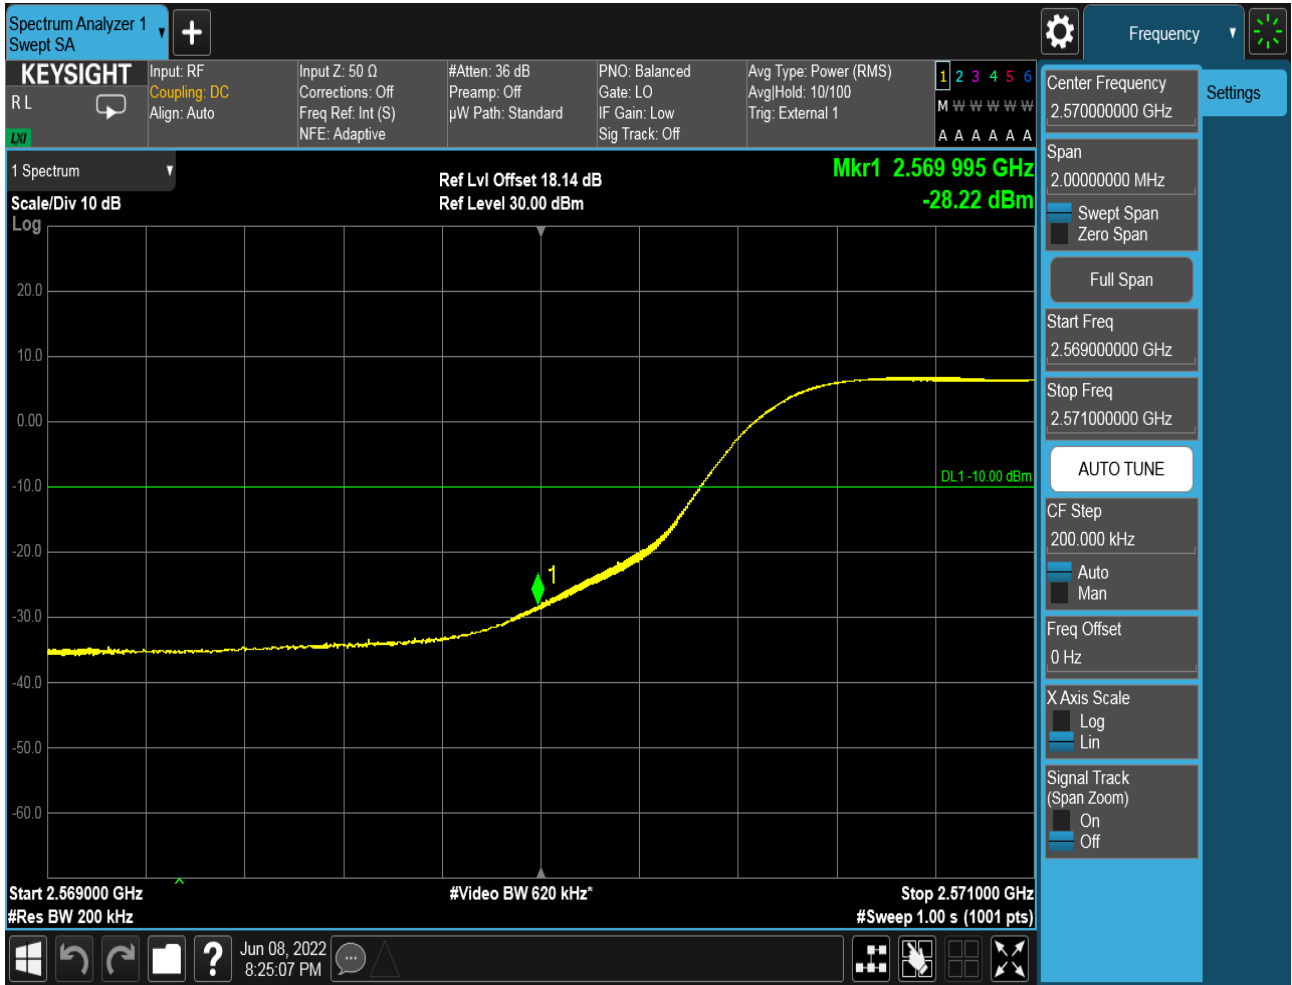 Spectrum Analyzer 1
Swept SA
Frequency
KEYSIGHT
R L
LXI
Input: RF
Coupling: DC
Align: Auto
Input Z: 50 Ω
Corrections: Off
Freq Ref: Int (S)
NFE: Adaptive
#Atten: 36 dB
Preamp: Off
µW Path: Standard
PNO: Balanced
Gate: LO
IF Gain: Low
Sig Track: Off
Avg Type: Power (RMS)
Avg|Hold: 10/100
Trig: External 1
1 2 3 4 5 6
M W W W W W
A A A A A A
1 Spectrum
Scale/Div 10 dB
Log
Ref Lvl Offset 18.14 dB
Ref Level 30.00 dBm
Mkr1 2.569 995 GHz
-28.22 dBm
20.0
10.0
0.00
-10.0
-20.0
-30.0
-40.0
-50.0
-60.0
DL1 -10.00 dBm
1
Start 2.569000 GHz
#Res BW 200 kHz
#Video BW 620 kHz*
Stop 2.571000 GHz
#Sweep 1.00 s (1001 pts)
Center Frequency
2.570000000 GHz
Settings
Span
2.00000000 MHz
Swept Span
Zero Span
Full Span
Start Freq
2.569000000 GHz
Stop Freq
2.571000000 GHz
AUTO TUNE
CF Step
200.000 kHz
Auto
Man
Freq Offset
0 Hz
X Axis Scale
Log
Lin
Signal Track
(Span Zoom)
On
Off
?
Jun 08, 2022
8:25:07 PM